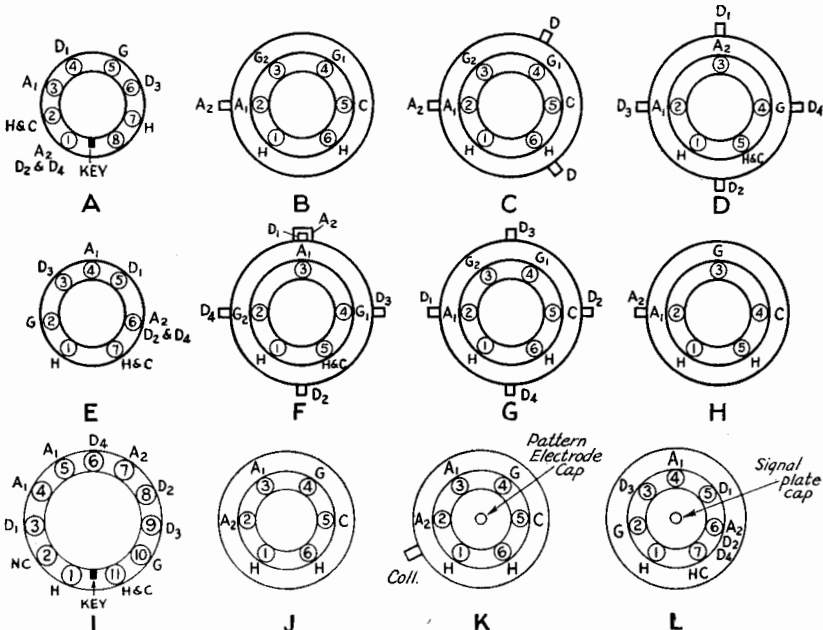 D1 G
4 5
A1 3 6 D3
H&C 2 7 H
1 8
A2
D2 & D4 KEY
A
G2 G1
3 4
A2 A1 2 5 C
1 6
H H
B
D
G2 G1
3 4
A2 A1 2 5 C
1 6
H H
D
C
D1
A2
3
D3 A1 2 4 G D4
1 5
H H&C
D2
D
A1
D3 4 D1
3 5
G 2 6 A2
D2 & D4
1 7
H H&C
E
D1 A2
A1
3
D4 G2 2 4 G1 D3
1 5
H H&C
D2
F
D3
G2 G1
3 4
D1 A1 2 5 C D2
1 6
H H
D4
G
G
3
A2 A1 2 4 C
1 5
H H
H
D4
A1 6 A2
5 7
A1 4 8 D2
D1 3 9 D3
NC 2 10 G
1 11
H KEY H&C
I
A1 G
3 4
A2 2 5 C
1 6
H H
J
Pattern
Electrode
Cap
A1 G
3 4
A2 2 5 C
1 6
H H
Coll.
K
Signal
plate
cap
A1
D3 4 D1
3 5
G 2 6 A2
D2
D4
1 7
H HC
L